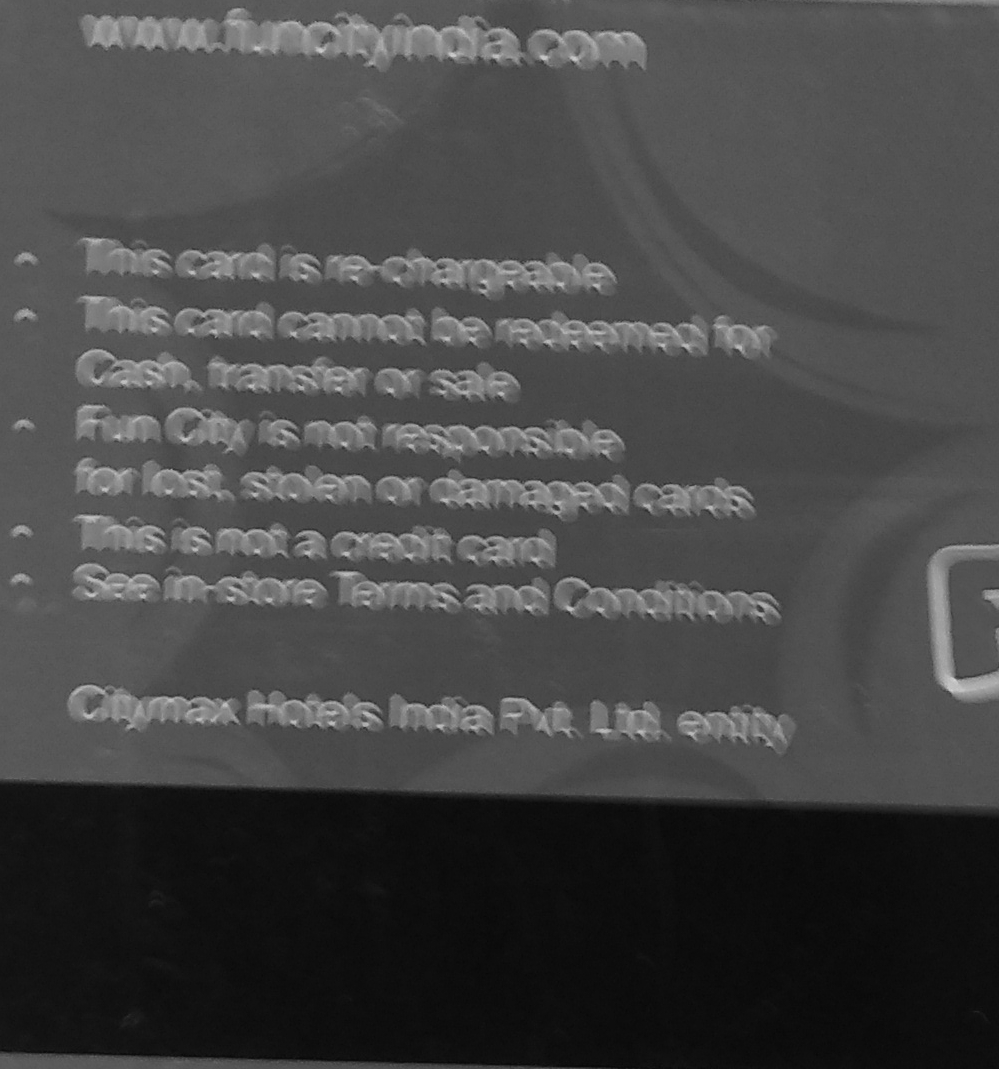 www.funcityindia.com
This card is re-chargeable
This card cannot be redeemed for
Cash, transfer or sale
Fun City is not responsible
for lost, stolen or damaged cards
This is not a credit card
See in-store Terms and Conditions
Citymax Hotels India Pvt. Ltd. entity